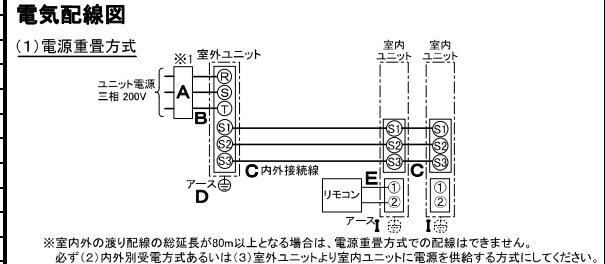 電気配線図
(1)電源重畳方式
※1 室外ユニット 室内ユニット 室内ユニット
ユニット電源
三相 200V
A
B
R
S
T
S1 S1 S1
S2 S2 S2
S3 S3 S3
C 内外接続線 C
アース
D
E
リモコン
① ①
② ②
アース I I
※室内外の渡り配線の総延長が80m以上となる場合は、電源重畳方式での配線はできません。
必ず(2)内外別受電方式あるいは(3)室外ユニットより室内ユニットに電源を供給する方式にしてください。